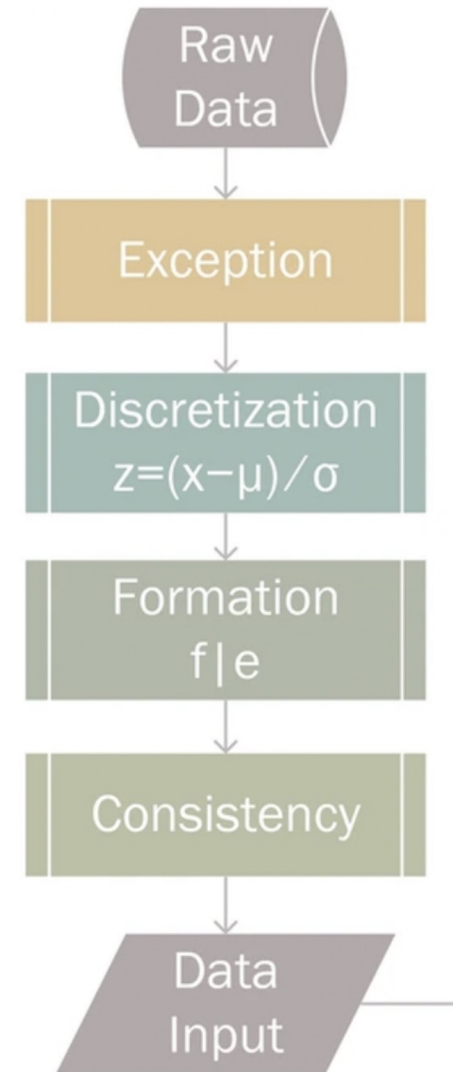 Raw
Data
Exception
Discretization
z=(x−μ)/σ
Formation
f|e
Consistency
Data
Input